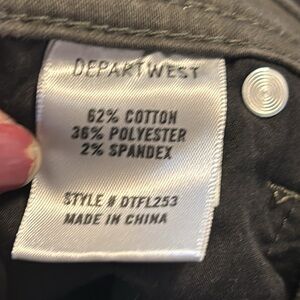 DEPARTWEST
62% COTTON
36% POLYESTER
2% SPANDEX
STYLE # DTFL253
MADE IN CHINA